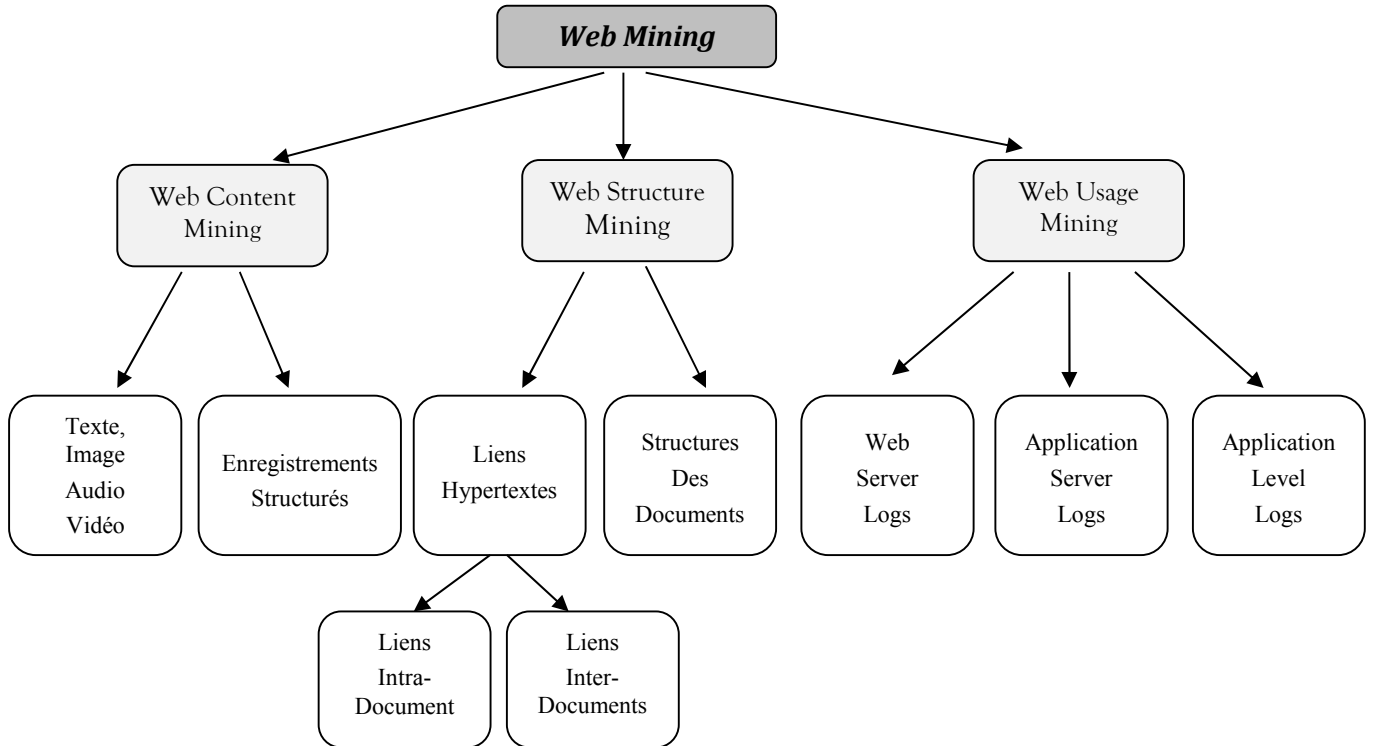 Web Mining
Web Content
Mining
Web Structure
Mining
Web Usage
Mining
Texte,
Image
Audio
Vidéo
Enregistrements
Structurés
Liens
Hypertextes
Structures
Des
Documents
Web
Server
Logs
Application
Server
Logs
Application
Level
Logs
Liens
Intra-
Document
Liens
Inter-
Documents